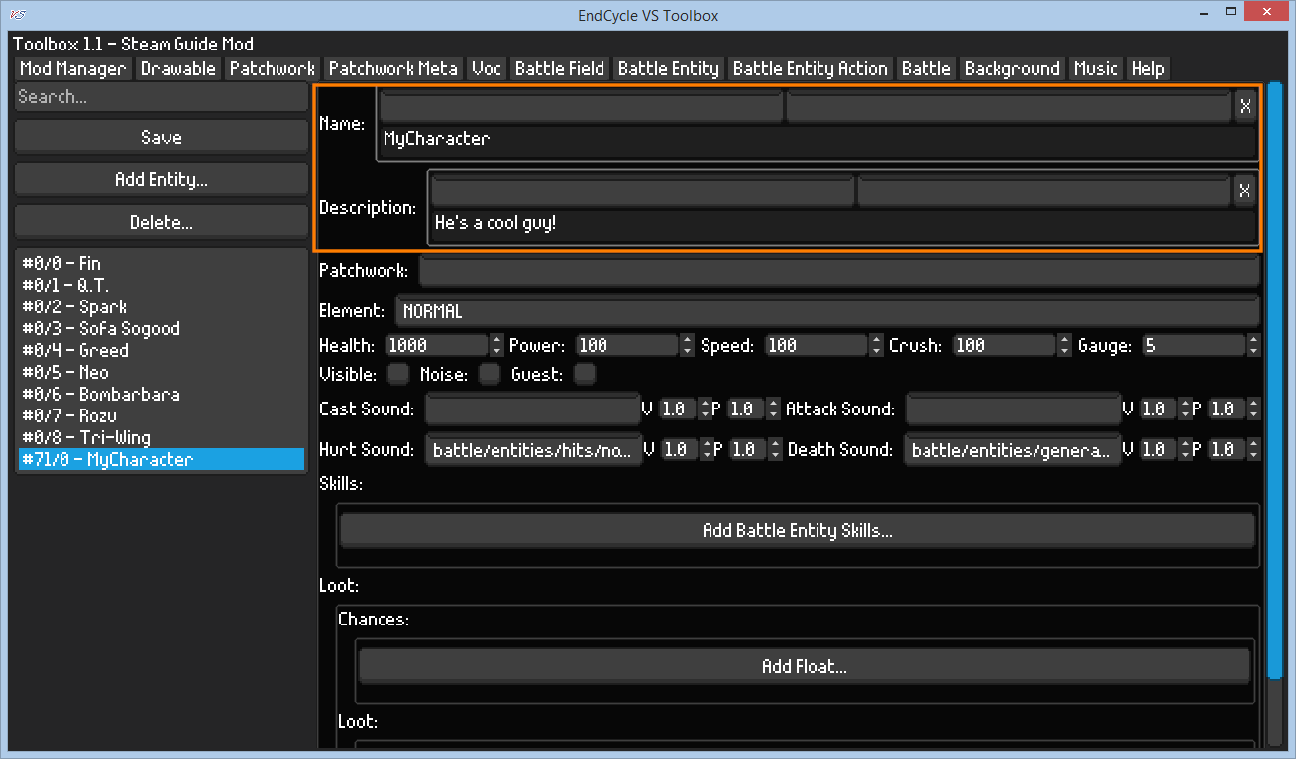 VS
EndCycle VS Toolbox
Toolbox 1.1 - Steam Guide Mod
Mod Manager Drawable Patchwork Patchwork Meta Voc Battle Field Battle Entity Battle Entity Action Battle Background Music Help
Search...
Save
Add Entity...
Delete...
#0/0 - Fin
#0/1 - Q.T.
#0/2 - Spark
#0/3 - Sofa Sogood
#0/4 - Greed
#0/5 - Neo
#0/6 - Bombarbara
#0/7 - Rozu
#0/8 - Tri-Wing
#71/0 - MyCharacter
Name:
X
MyCharacter
Description:
X
He's a cool guy!
Patchwork:
Element: NORMAL
Health: 1000 Power: 100 Speed: 100 Crush: 100 Gauge: 5
Visible: Noise: Guest:
Cast Sound: V 1.0 P 1.0 Attack Sound: V 1.0 P 1.0
Hurt Sound: battle/entities/hits/no... V 1.0 P 1.0 Death Sound: battle/entities/genera... V 1.0 P 1.0
Skills:
Add Battle Entity Skills...
Loot:
Chances:
Add Float...
Loot: